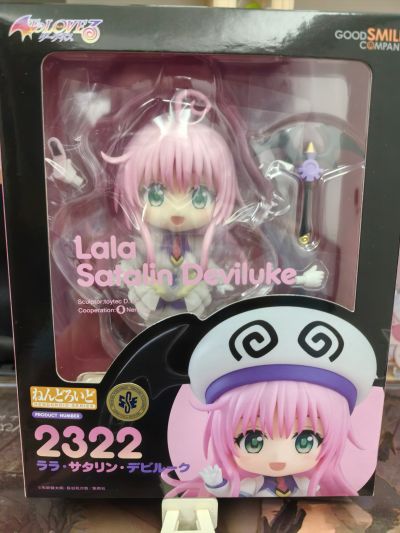 To LOVEる
ダークネス
GOOD SMILE
COMPANY
Lala
Satalin Deviluke
Sculptor:toytec D.
Cooperation:
ねんどろいど
NENDOROID SERIES
PRODUCT NUMBER
2322
ララ・サタリン・デビルーク